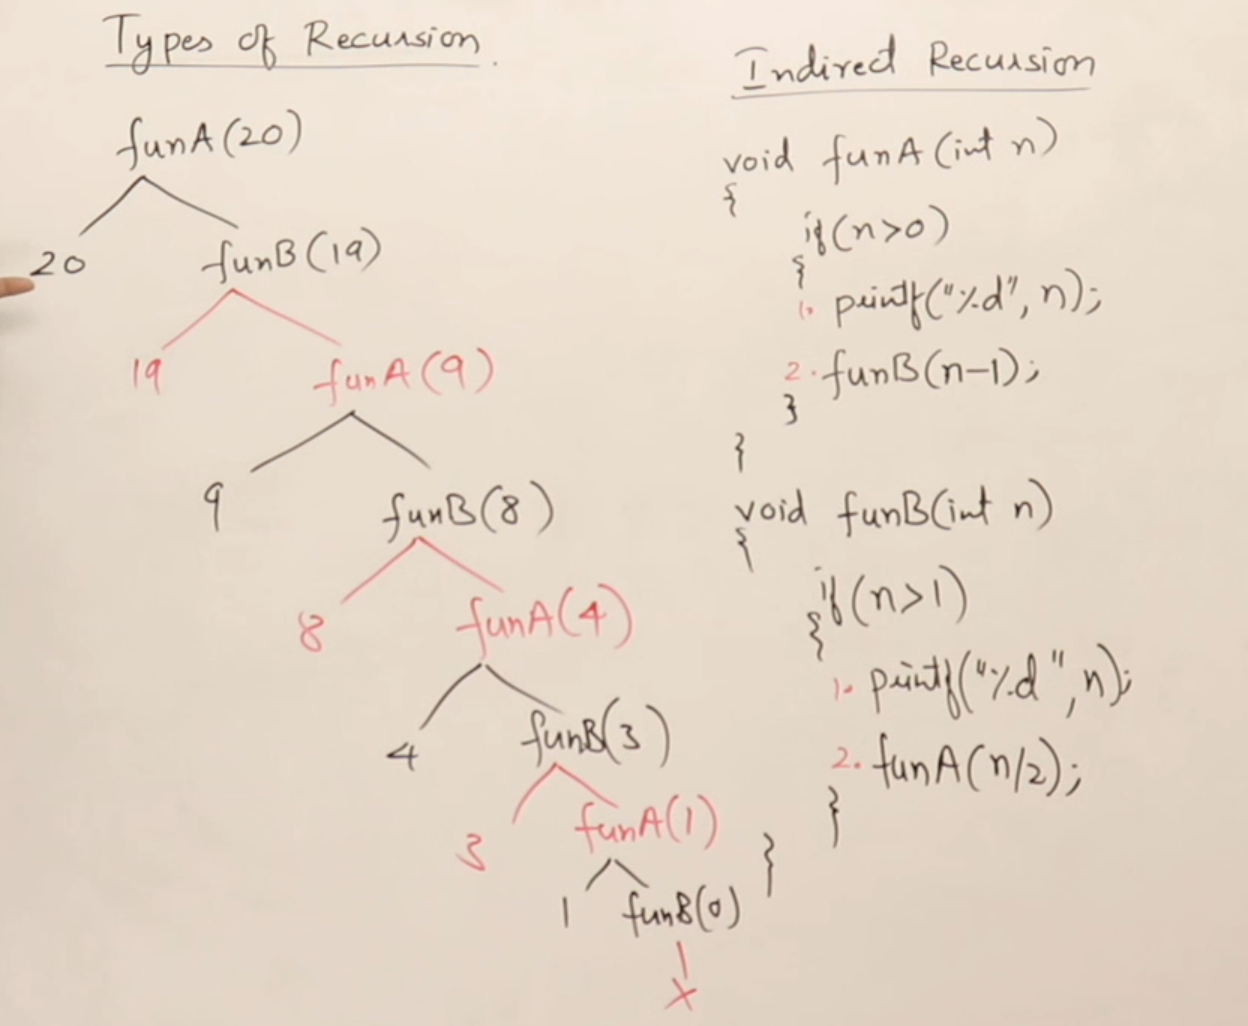 Types of Recursion.
funA(20)
20 funB(19)
19 funA(9)
9 funB(8)
8 funA(4)
4 funB(3)
3 funA(1)
1 funB(0)
X
Indirect Recursion
void funA(int n)
{
if(n>0)
{
1. printf("%d", n);
2. funB(n-1);
}
}
void funB(int n)
{
if(n>1)
{
1. printf("%d", n);
2. funA(n/2);
}
}